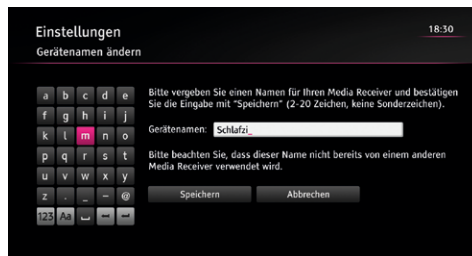 Einstellungen
18:30
Gerätenamen ändern
a b c d e
f g h i j
k l m n o
p q r s t
u v w x y
z . _ - @
123 Aa
Bitte vergeben Sie einen Namen für Ihren Media Receiver und bestätigen
Sie die Eingabe mit "Speichern" (2-20 Zeichen, keine Sonderzeichen).
Gerätenamen: Schlafzi_
Bitte beachten Sie, dass dieser Name nicht bereits von einem anderen
Media Receiver verwendet wird.
Speichern Abbrechen